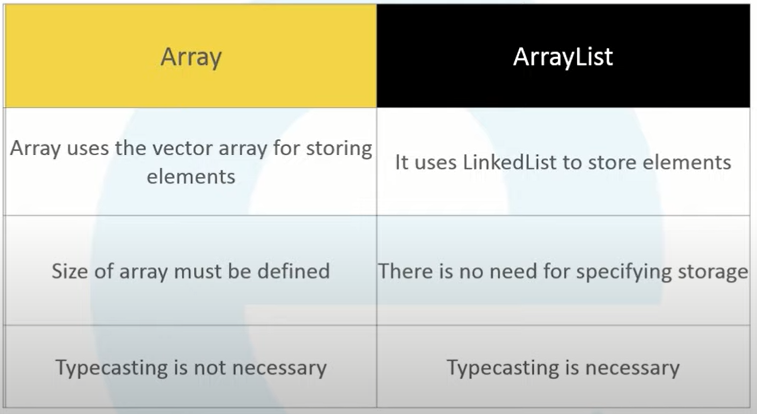 Array
ArrayList
Array uses the vector array for storing
elements
It uses LinkedList to store elements
Size of array must be defined
There is no need for specifying storage
Typecasting is not necessary
Typecasting is necessary